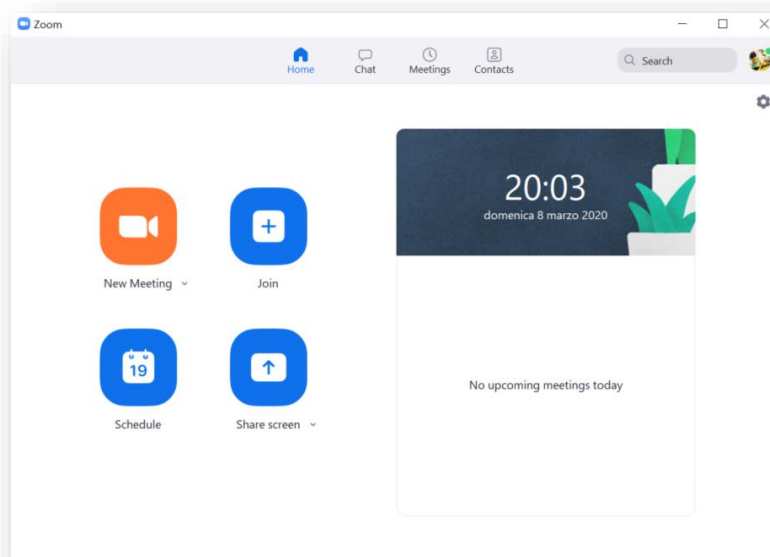 Zoom
Home
Chat
Meetings
Contacts
Search
20:03
domenica 8 marzo 2020
New Meeting
Join
19
Schedule
Share screen
No upcoming meetings today